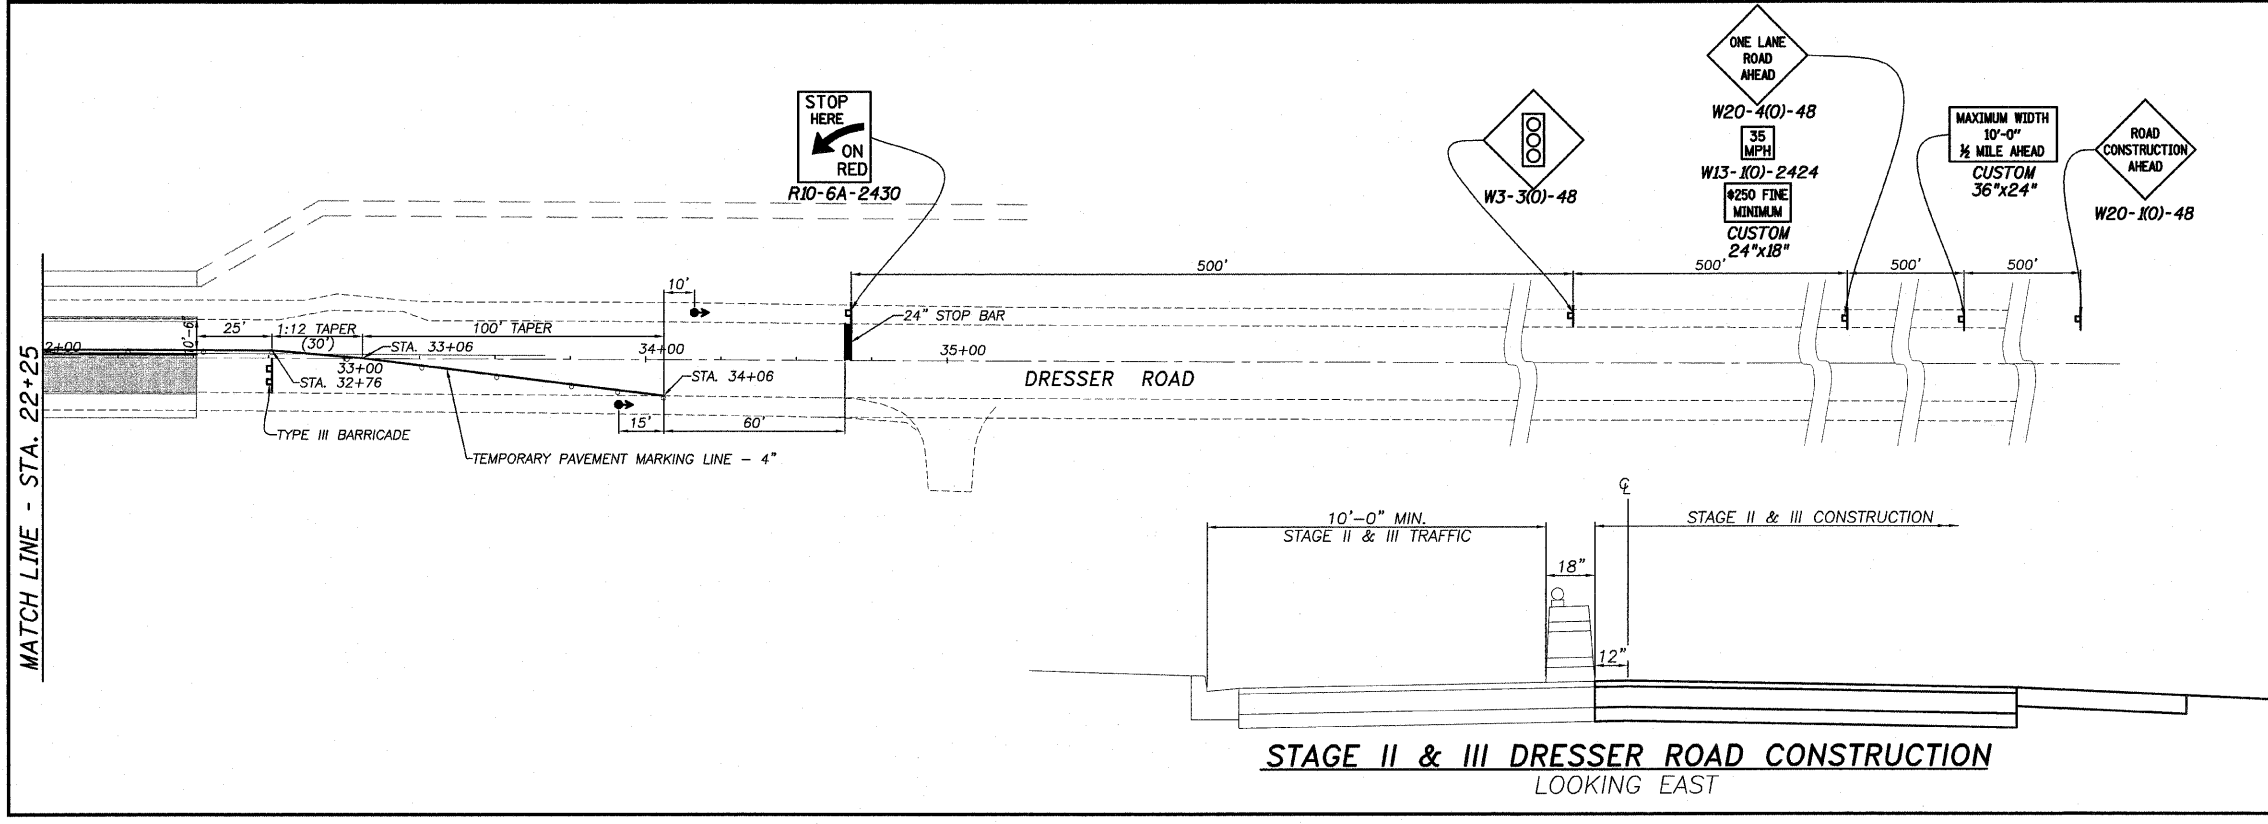 STOP
HERE
ON
RED
R10-6A-2430
W3-3(O)-48
ONE LANE
ROAD
AHEAD
W20-4(O)-48
35
MPH
W13-1(O)-2424
$250 FINE
MINIMUM
CUSTOM
24"x18"
MAXIMUM WIDTH
10'-0"
½ MILE AHEAD
CUSTOM
36"x24"
ROAD
CONSTRUCTION
AHEAD
W20-1(O)-48
500'
500'
500'
500'
10'
24" STOP BAR
10'-6"
25'
1:12 TAPER
(30')
100' TAPER
2+00
STA. 33+06
33+00
STA. 32+76
34+00
STA. 34+06
35+00
DRESSER ROAD
15'
60'
TYPE III BARRICADE
TEMPORARY PAVEMENT MARKING LINE – 4"
MATCH LINE - STA. 22+25
℄
10'-0" MIN.
STAGE II & III TRAFFIC
STAGE II & III CONSTRUCTION
18"
12"
STAGE II & III DRESSER ROAD CONSTRUCTION
LOOKING EAST